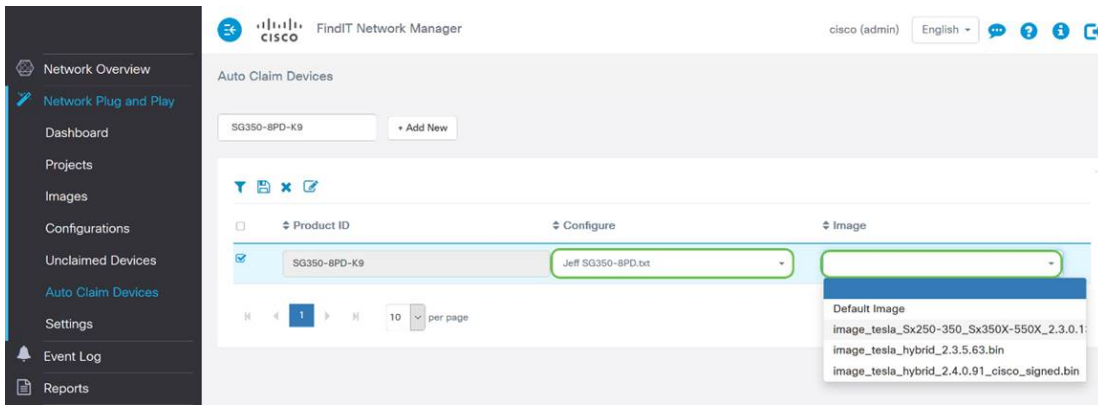 CISCO FindIT Network Manager
cisco (admin)
English
Network Overview
Network Plug and Play
Dashboard
Projects
Images
Configurations
Unclaimed Devices
Auto Claim Devices
Settings
Event Log
Reports
Auto Claim Devices
SG350-8PD-K9
+ Add New
Product ID
Configure
Image
SG350-8PD-K9
Jeff SG350-8PD.txt
Default Image
image_tesla_Sx250-350_Sx350X-550X_2.3.0.1
image_tesla_hybrid_2.3.5.63.bin
image_tesla_hybrid_2.4.0.91_cisco_signed.bin
1
10
per page